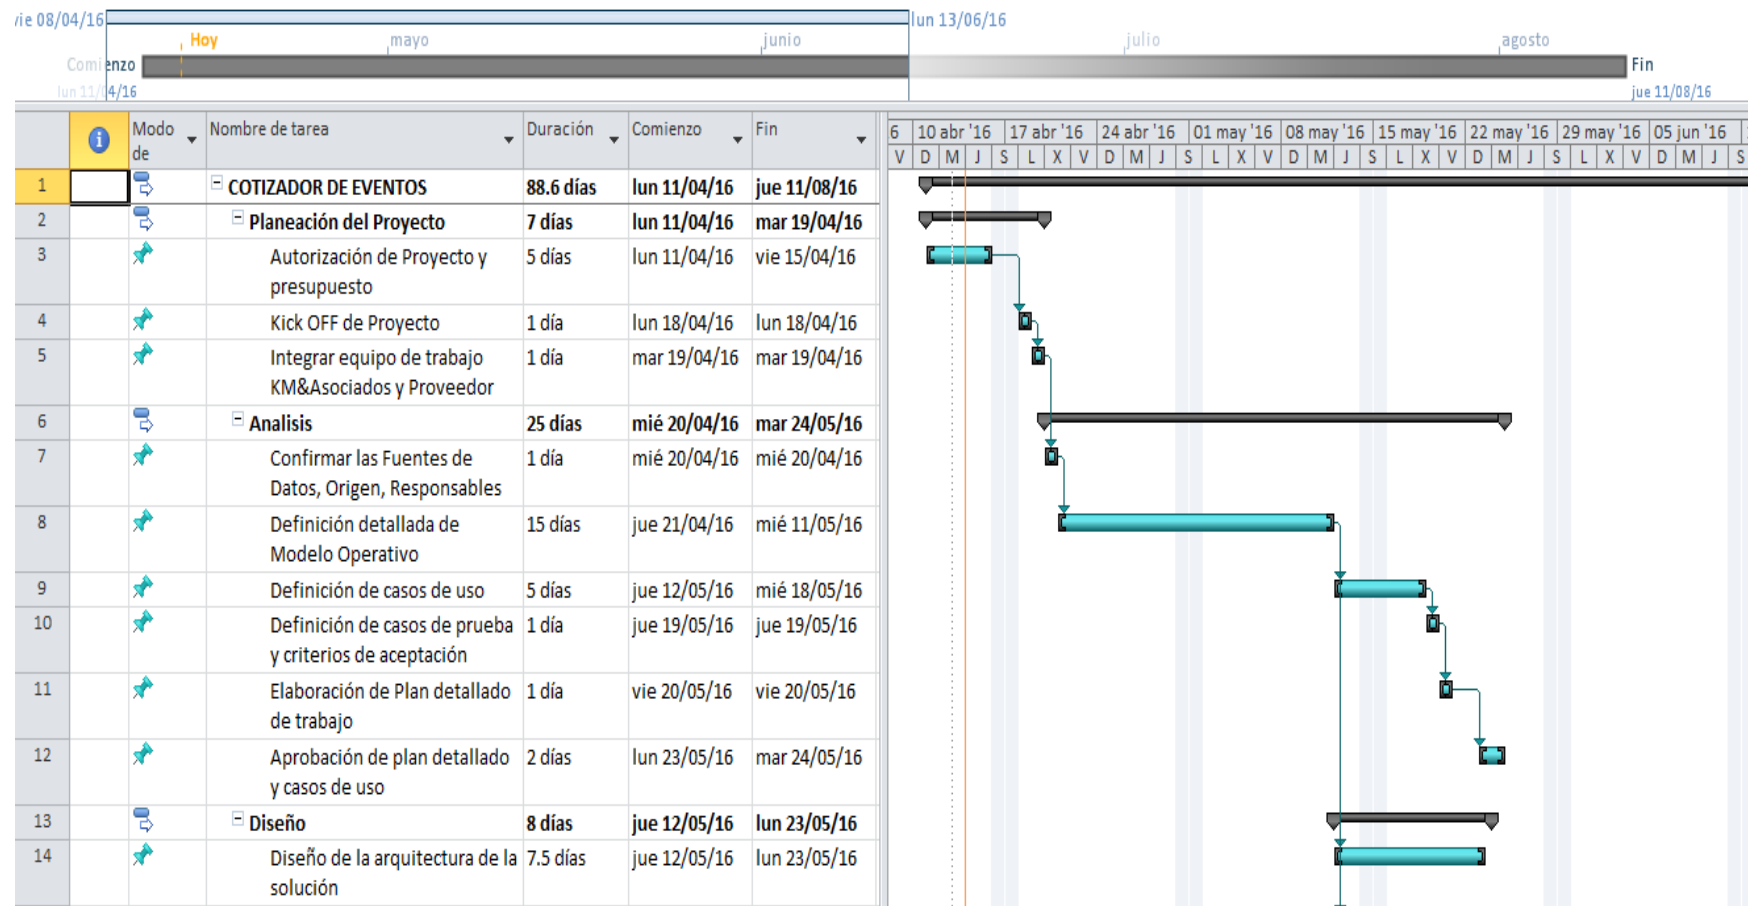 vie 08/04/16
lun 13/06/16
Hoy
mayo
junio
julio
agosto
Comienzo
Fin
lun 11/04/16
jue 11/08/16
Modo de
Nombre de tarea
Duración
Comienzo
Fin
6 10 abr '16 17 abr '16 24 abr '16 01 may '16 08 may '16 15 may '16 22 may '16 29 may '16 05 jun '16
V D M J S L X V D M J S L X V D M J S L X V D M J S L X V D M J S
1 COTIZADOR DE EVENTOS 88.6 días lun 11/04/16 jue 11/08/16
2 Planeación del Proyecto 7 días lun 11/04/16 mar 19/04/16
3 Autorización de Proyecto y 5 días lun 11/04/16 vie 15/04/16
presupuesto
4 Kick OFF de Proyecto 1 día lun 18/04/16 lun 18/04/16
5 Integrar equipo de trabajo 1 día mar 19/04/16 mar 19/04/16
KM&Asociados y Proveedor
6 Analisis 25 días mié 20/04/16 mar 24/05/16
7 Confirmar las Fuentes de 1 día mié 20/04/16 mié 20/04/16
Datos, Origen, Responsables
8 Definición detallada de 15 días jue 21/04/16 mié 11/05/16
Modelo Operativo
9 Definición de casos de uso 5 días jue 12/05/16 mié 18/05/16
10 Definición de casos de prueba 1 día jue 19/05/16 jue 19/05/16
y criterios de aceptación
11 Elaboración de Plan detallado 1 día vie 20/05/16 vie 20/05/16
de trabajo
12 Aprobación de plan detallado 2 días lun 23/05/16 mar 24/05/16
y casos de uso
13 Diseño 8 días jue 12/05/16 lun 23/05/16
14 Diseño de la arquitectura de la 7.5 días jue 12/05/16 lun 23/05/16
solución